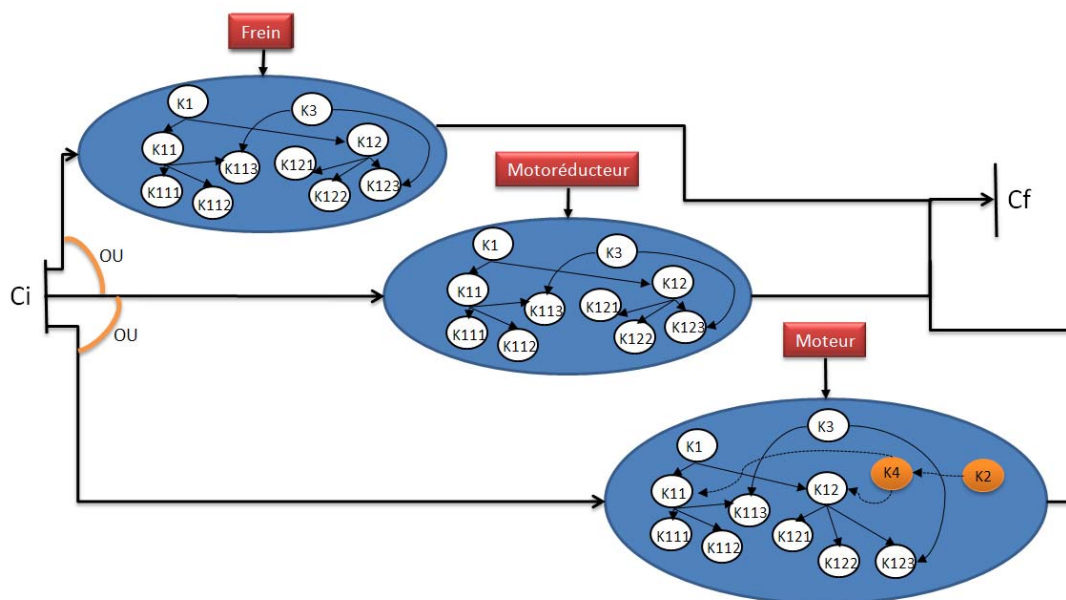 Frein
K1
K3
K11
K12
K113
K121
K111
K112
K122
K123
Motoréducteur
OU
Ci
OU
Cf
K1
K3
K11
K12
K113
K121
K111
K112
K122
K123
Moteur
K3
K1
K4
K2
K11
K12
K113
K111
K112
K121
K122
K123